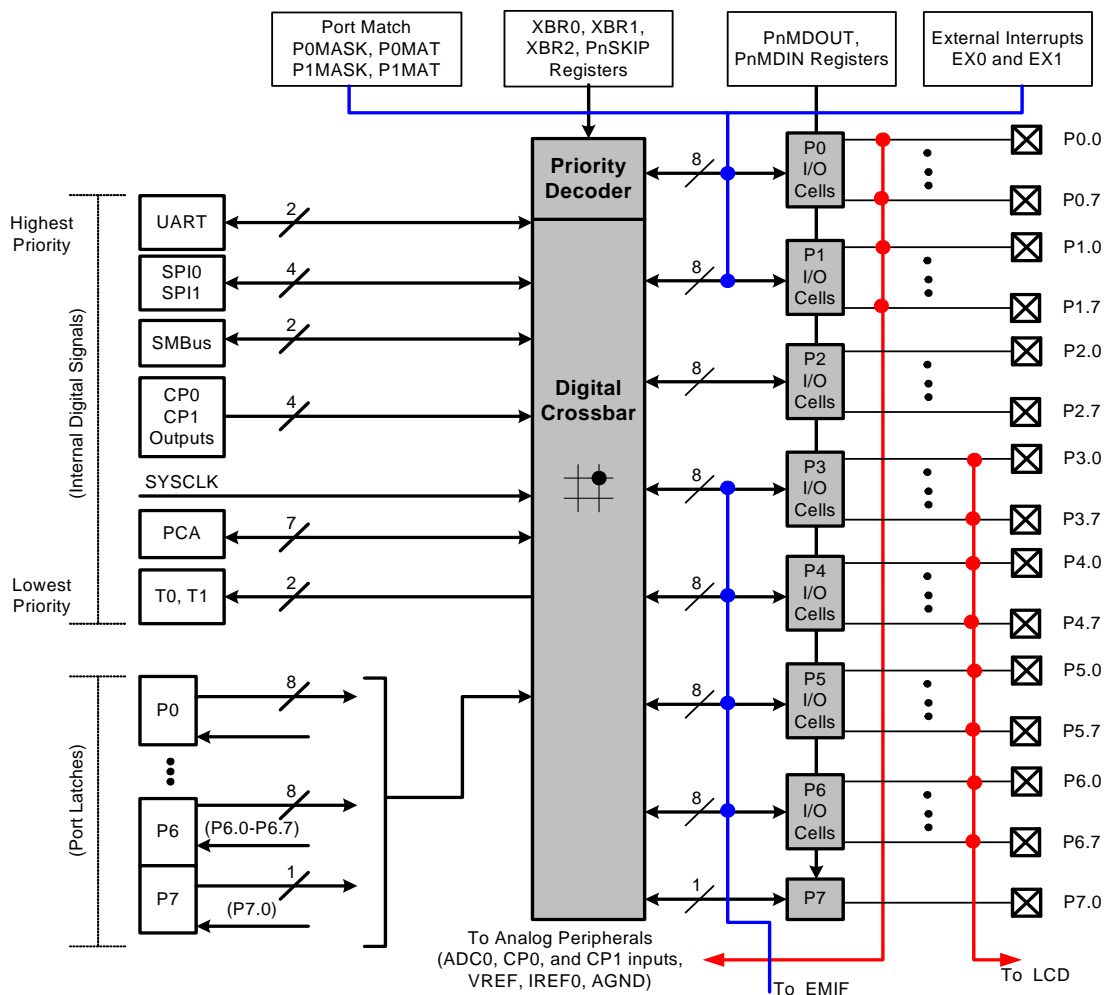 Port Match
P0MASK, P0MAT
P1MASK, P1MAT
XBR0, XBR1,
XBR2, PnSKIP
Registers
PnMDOUT,
PnMDIN Registers
External Interrupts
EX0 and EX1
Priority
Decoder
Digital
Crossbar
Highest
Priority
(Internal Digital Signals)
Lowest
Priority
UART
2
SPI0
SPI1
4
SMBus
2
CP0
CP1
Outputs
4
SYSCLK
PCA
7
T0, T1
2
(Port Latches)
P0
8
P6
8
(P6.0-P6.7)
P7
1
(P7.0)
8
P0
I/O
Cells
P0.0
P0.7
8
P1
I/O
Cells
P1.0
P1.7
8
P2
I/O
Cells
P2.0
P2.7
8
P3
I/O
Cells
P3.0
P3.7
8
P4
I/O
Cells
P4.0
P4.7
8
P5
I/O
Cells
P5.0
P5.7
8
P6
I/O
Cells
P6.0
P6.7
1
P7
P7.0
To Analog Peripherals
(ADC0, CP0, and CP1 inputs,
VREF, IREF0, AGND)
To EMIF
To LCD